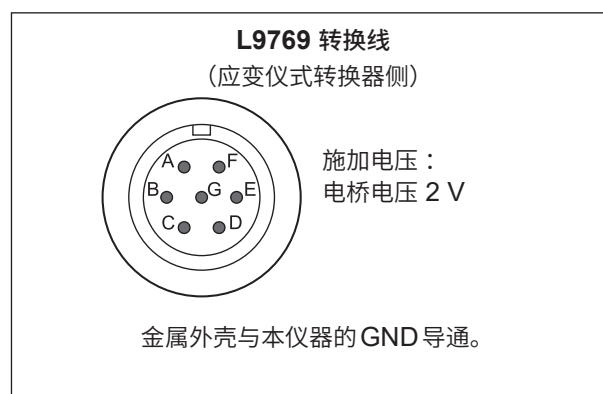 L9769 转换线
（应变仪式转换器侧）
A F
B G E
C D
施加电压：
电桥电压 2 V
金属外壳与本仪器的GND导通。